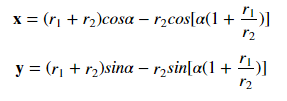 x = (r₁ + r₂)cosα − r₂cos[α(1 + r₁/r₂)]
y = (r₁ + r₂)sinα − r₂sin[α(1 + r₁/r₂)]